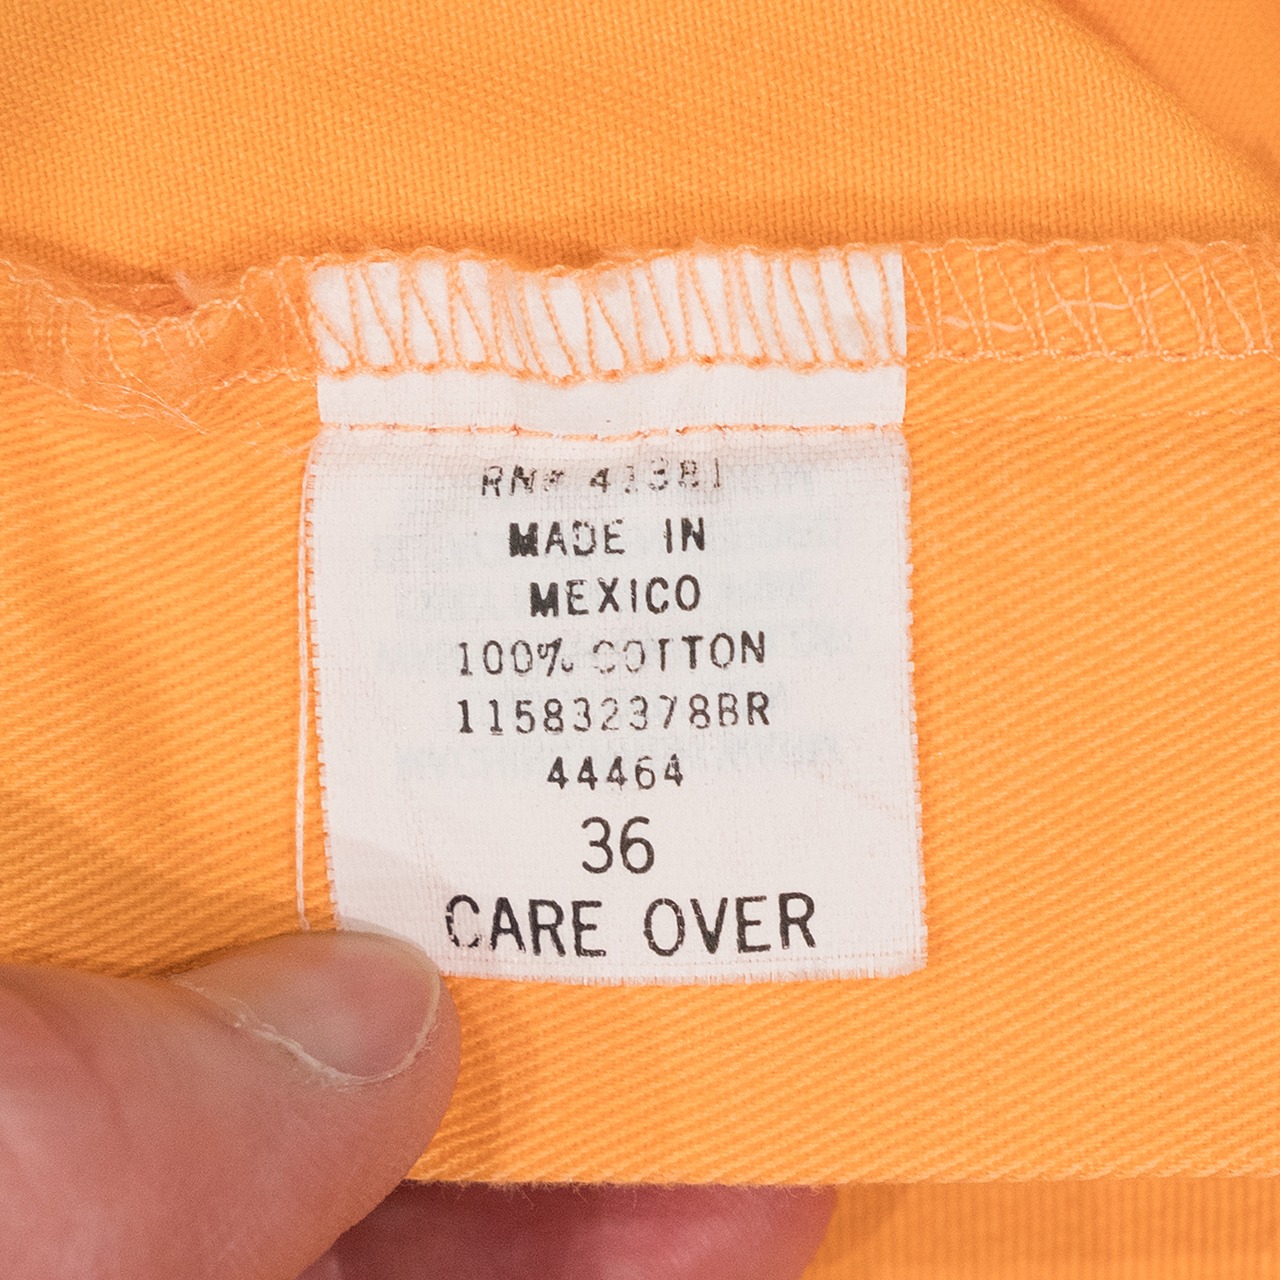 RN# 41381
MADE IN
MEXICO
100% COTTON
115832378BR
44464
36
CARE OVER